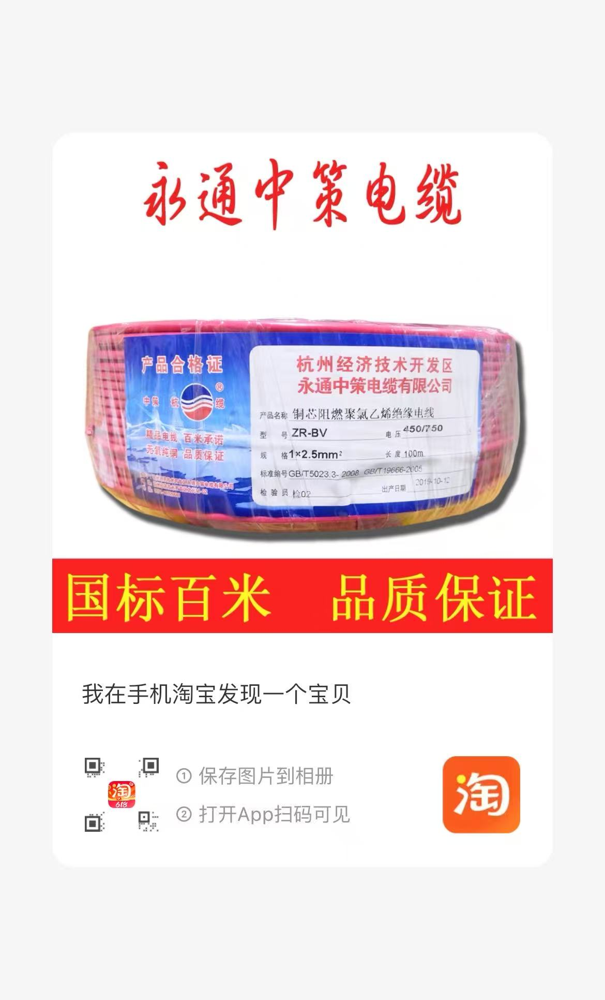 永通中策电缆
产品合格证
中策 杭 缆
®
精品电线 百米承诺
无氧纯铜 品质保证
杭州经济技术开发区
永通中策电缆有限公司
产品名称 铜芯阻燃聚氯乙烯绝缘电线
型 号 ZR-BV 电压 450/750
规 格 1×2.5mm² 长度 100m
标准编号 GB/T5023.3-2008 GB/T19666-2005
检验员 检02 出产日期 2019-10-12
国标百米 品质保证
我在手机淘宝发现一个宝贝
① 保存图片到相册
② 打开App扫码可见
淘
618
淘